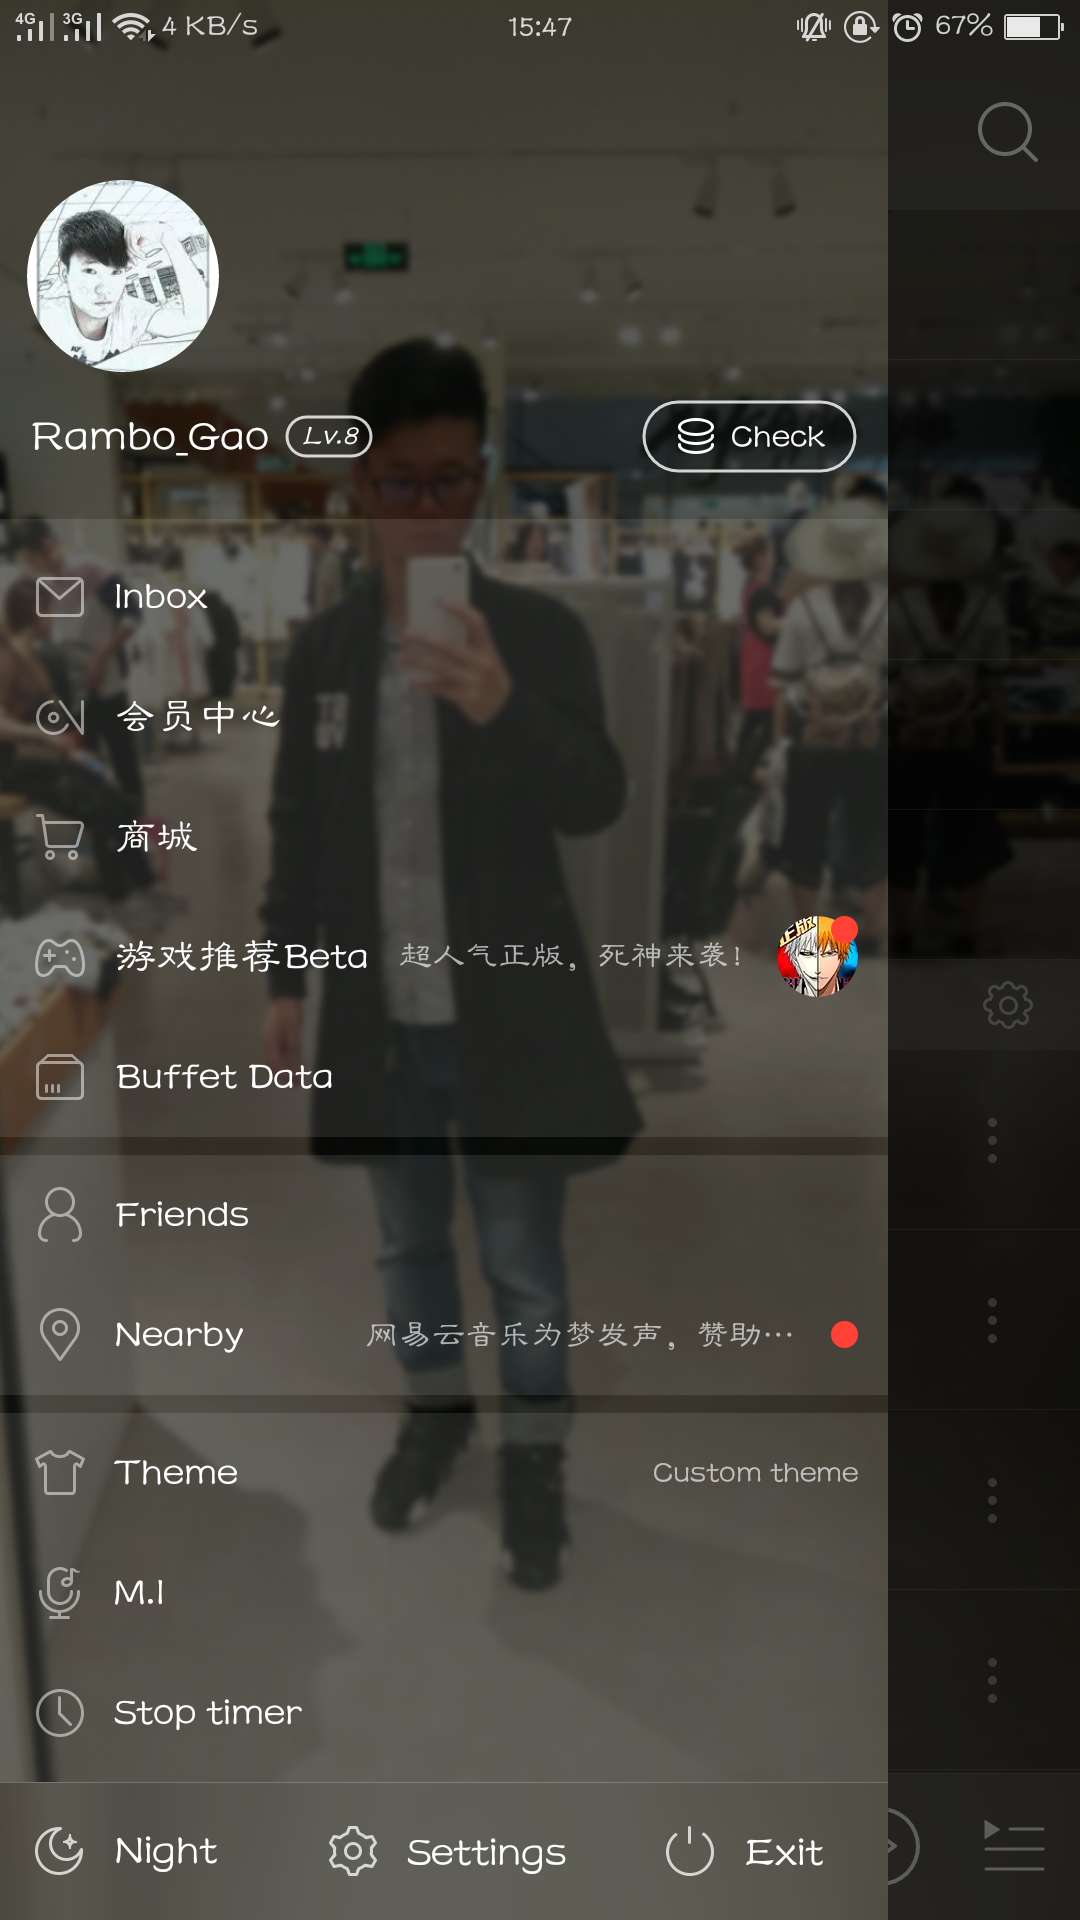 4G 3G 4 KB/s 15:47 67%
Rambo_Gao Lv.8 Check
Inbox
会员中心
商城
游戏推荐Beta 超人气正版，死神来袭！
正版
Buffet Data
Friends
Nearby 网易云音乐为梦发声，赞助…
Theme Custom theme
M.I
Stop timer
Night Settings Exit